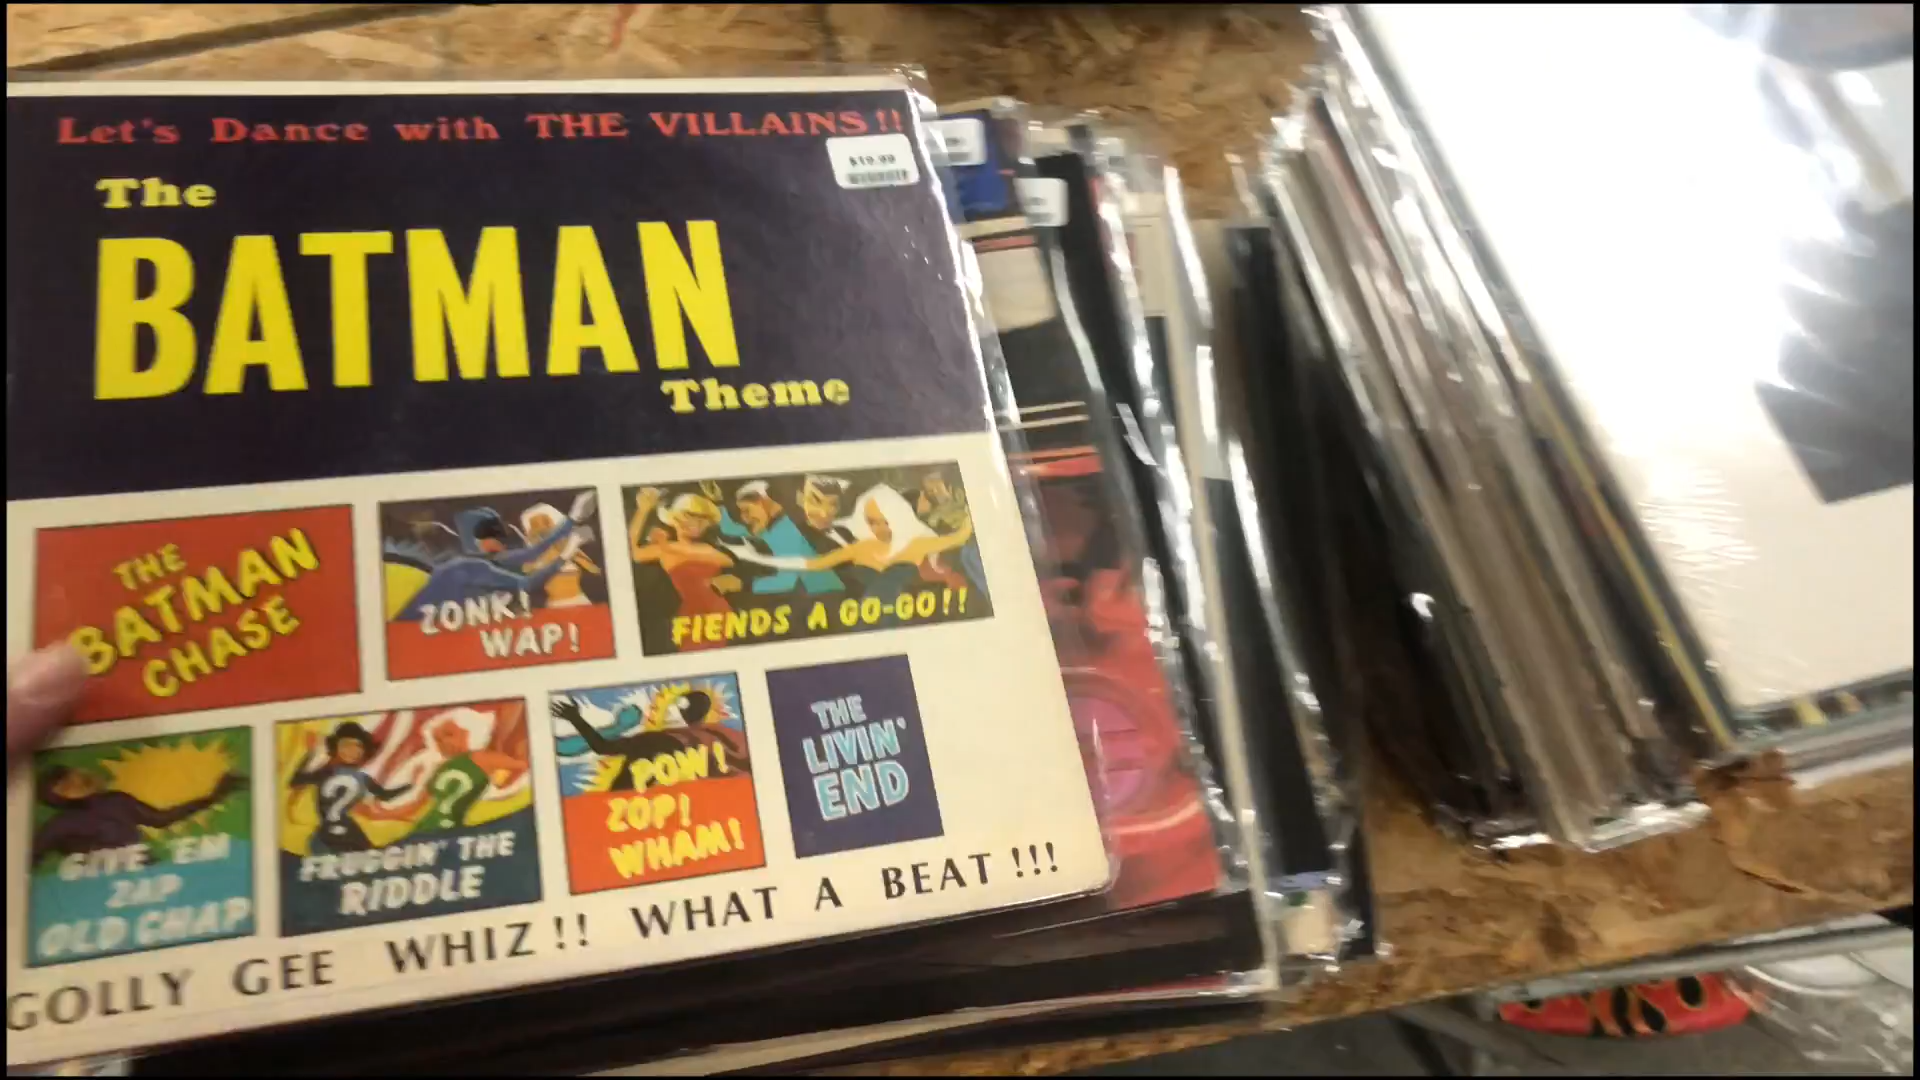 Let's Dance with THE VILLAINS!!
$19.99
The
BATMAN
Theme
THE
BATMAN
CHASE
ZONK!
WAP!
FIENDS A GO-GO!!
GIVE 'EM
ZAP
OLD CHAP
FRUGGIN' THE
RIDDLE
POW!
ZOP!
WHAM!
THE
LIVIN'
END
GOLLY GEE WHIZ!! WHAT A BEAT!!!